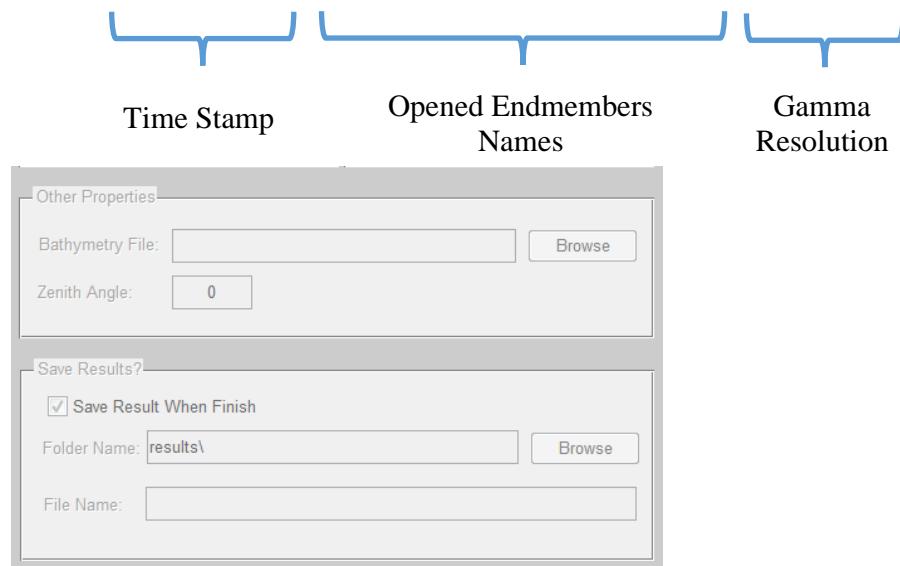 Time Stamp
Opened Endmembers
Names
Gamma
Resolution
Other Properties
Bathymetry File:
Browse
Zenith Angle:
0
Save Results?
Save Result When Finish
Folder Name:
results\
Browse
File Name: